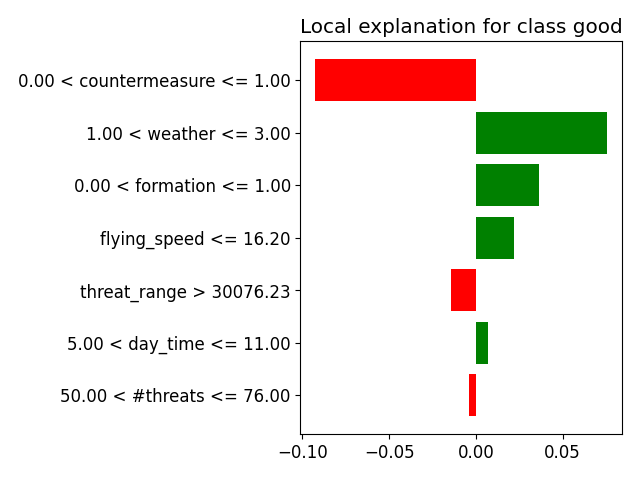 Local explanation for class good
0.00 < countermeasure <= 1.00
1.00 < weather <= 3.00
0.00 < formation <= 1.00
flying_speed <= 16.20
threat_range > 30076.23
5.00 < day_time <= 11.00
50.00 < #threats <= 76.00
−0.10 −0.05 0.00 0.05